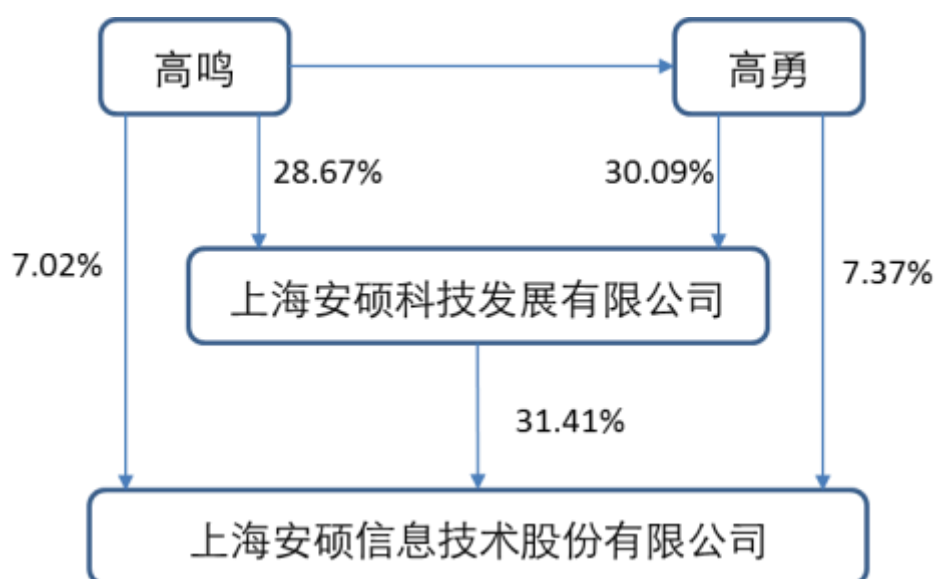 高鸣
高勇
28.67%
30.09%
7.02%
7.37%
上海安硕科技发展有限公司
31.41%
上海安硕信息技术股份有限公司